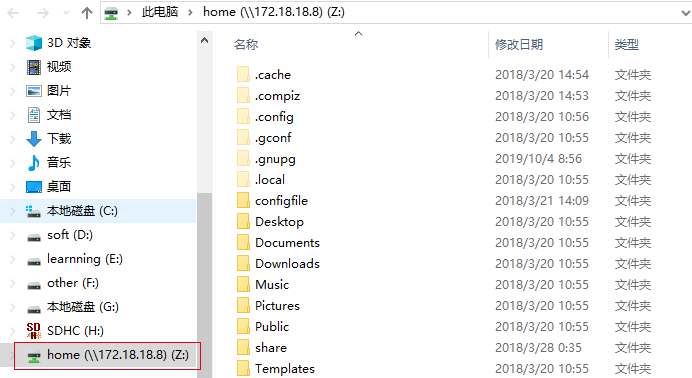 此电脑 › home (\\172.18.18.8) (Z:) ›
名称 修改日期 类型
3D 对象
视频
图片
文档
下载
音乐
桌面
本地磁盘 (C:)
soft (D:)
learnning (E:)
other (F:)
本地磁盘 (G:)
SDHC (H:)
home (\\172.18.18.8) (Z:)
.cache 2018/3/20 14:54 文件夹
.compiz 2018/3/20 14:53 文件夹
.config 2018/3/20 10:56 文件夹
.gconf 2018/3/20 10:55 文件夹
.gnupg 2019/10/4 8:56 文件夹
.local 2018/3/20 10:55 文件夹
configfile 2018/3/21 14:09 文件夹
Desktop 2018/3/20 10:55 文件夹
Documents 2018/3/20 10:55 文件夹
Downloads 2018/3/20 10:55 文件夹
Music 2018/3/20 10:55 文件夹
Pictures 2018/3/20 10:55 文件夹
Public 2018/3/20 10:55 文件夹
share 2018/3/28 0:35 文件夹
Templates 2018/3/20 10:55 文件夹